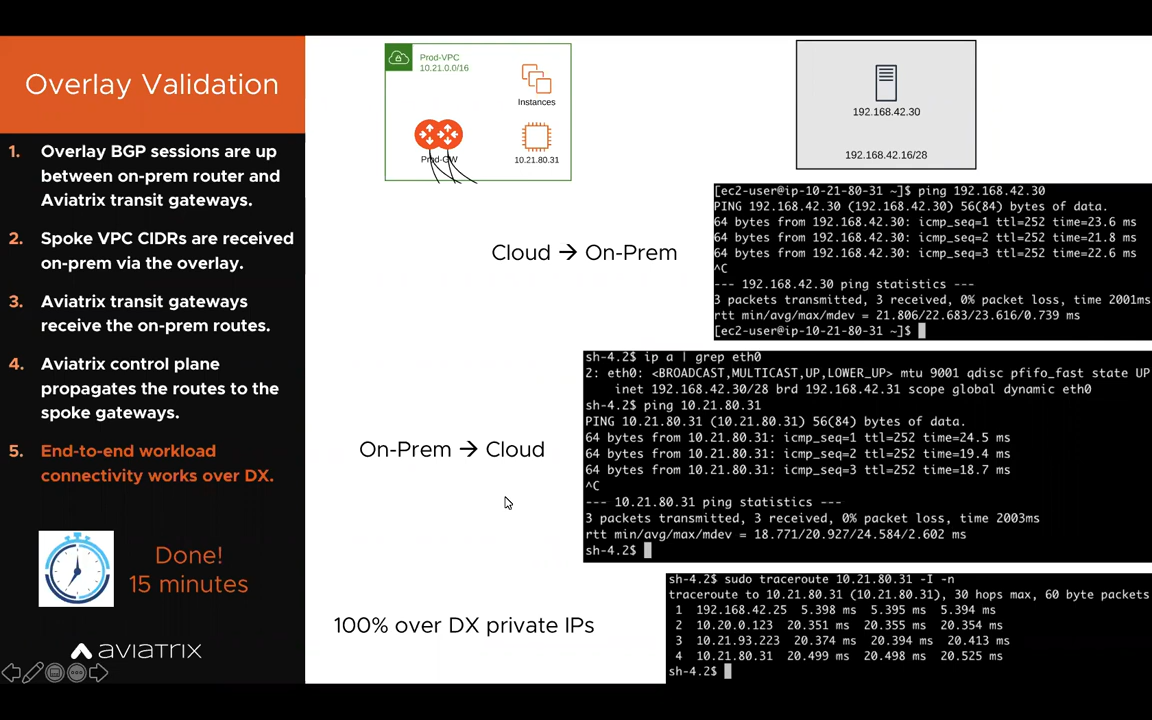 Overlay Validation
1. Overlay BGP sessions are up
between on-prem router and
Aviatrix transit gateways.
2. Spoke VPC CIDRs are received
on-prem via the overlay.
3. Aviatrix transit gateways
receive the on-prem routes.
4. Aviatrix control plane
propagates the routes to the
spoke gateways.
5. End-to-end workload
connectivity works over DX.
Done!
15 minutes
aviatrix
Prod-VPC
10.21.0.0/16
Instances
Prod-GW
10.21.80.31
192.168.42.30
192.168.42.16/28
Cloud → On-Prem
[ec2-user@ip-10-21-80-31 ~]$ ping 192.168.42.30
PING 192.168.42.30 (192.168.42.30) 56(84) bytes of data.
64 bytes from 192.168.42.30: icmp_seq=1 ttl=252 time=23.6 ms
64 bytes from 192.168.42.30: icmp_seq=2 ttl=252 time=21.8 ms
64 bytes from 192.168.42.30: icmp_seq=3 ttl=252 time=22.6 ms
^C
--- 192.168.42.30 ping statistics ---
3 packets transmitted, 3 received, 0% packet loss, time 2001ms
rtt min/avg/max/mdev = 21.806/22.683/23.616/0.739 ms
[ec2-user@ip-10-21-80-31 ~]$
On-Prem → Cloud
sh-4.2$ ip a | grep eth0
2: eth0: <BROADCAST,MULTICAST,UP,LOWER_UP> mtu 9001 qdisc pfifo_fast state UP
inet 192.168.42.30/28 brd 192.168.42.31 scope global dynamic eth0
sh-4.2$ ping 10.21.80.31
PING 10.21.80.31 (10.21.80.31) 56(84) bytes of data.
64 bytes from 10.21.80.31: icmp_seq=1 ttl=252 time=24.5 ms
64 bytes from 10.21.80.31: icmp_seq=2 ttl=252 time=19.4 ms
64 bytes from 10.21.80.31: icmp_seq=3 ttl=252 time=18.7 ms
^C
--- 10.21.80.31 ping statistics ---
3 packets transmitted, 3 received, 0% packet loss, time 2003ms
rtt min/avg/max/mdev = 18.771/20.927/24.584/2.602 ms
sh-4.2$
100% over DX private IPs
sh-4.2$ sudo traceroute 10.21.80.31 -I -n
traceroute to 10.21.80.31 (10.21.80.31), 30 hops max, 60 byte packets
1 192.168.42.25 5.398 ms 5.395 ms 5.394 ms
2 10.20.0.123 20.351 ms 20.355 ms 20.354 ms
3 10.21.93.223 20.374 ms 20.394 ms 20.413 ms
4 10.21.80.31 20.499 ms 20.498 ms 20.525 ms
sh-4.2$